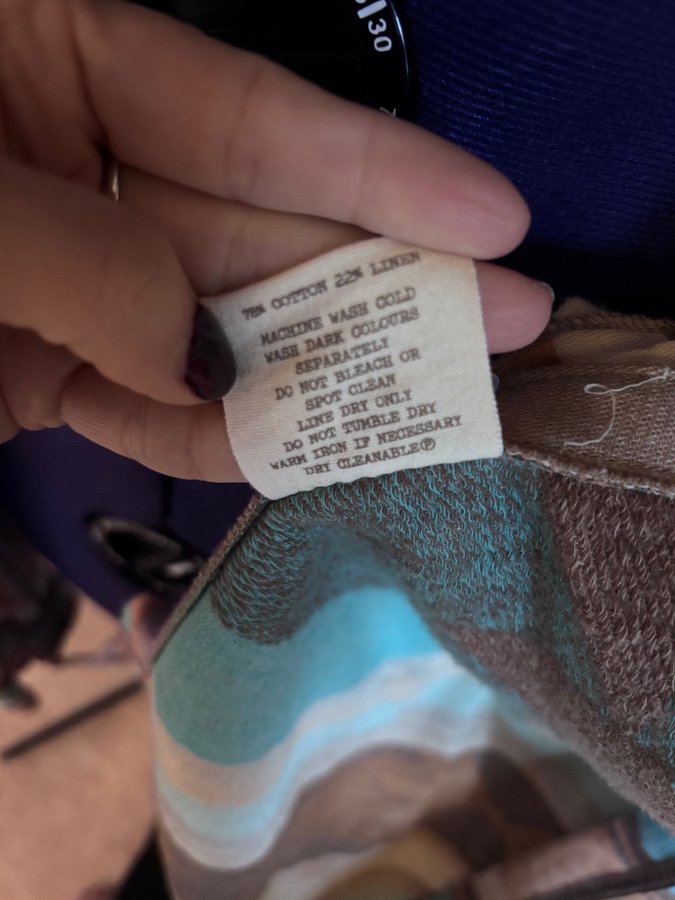 30
78% COTTON 22% LINEN
MACHINE WASH COLD
WASH DARK COLOURS
SEPARATELY
DO NOT BLEACH OR
SPOT CLEAN
LINE DRY ONLY
DO NOT TUMBLE DRY
WARM IRON IF NECESSARY
DRY CLEANABLE Ⓟ